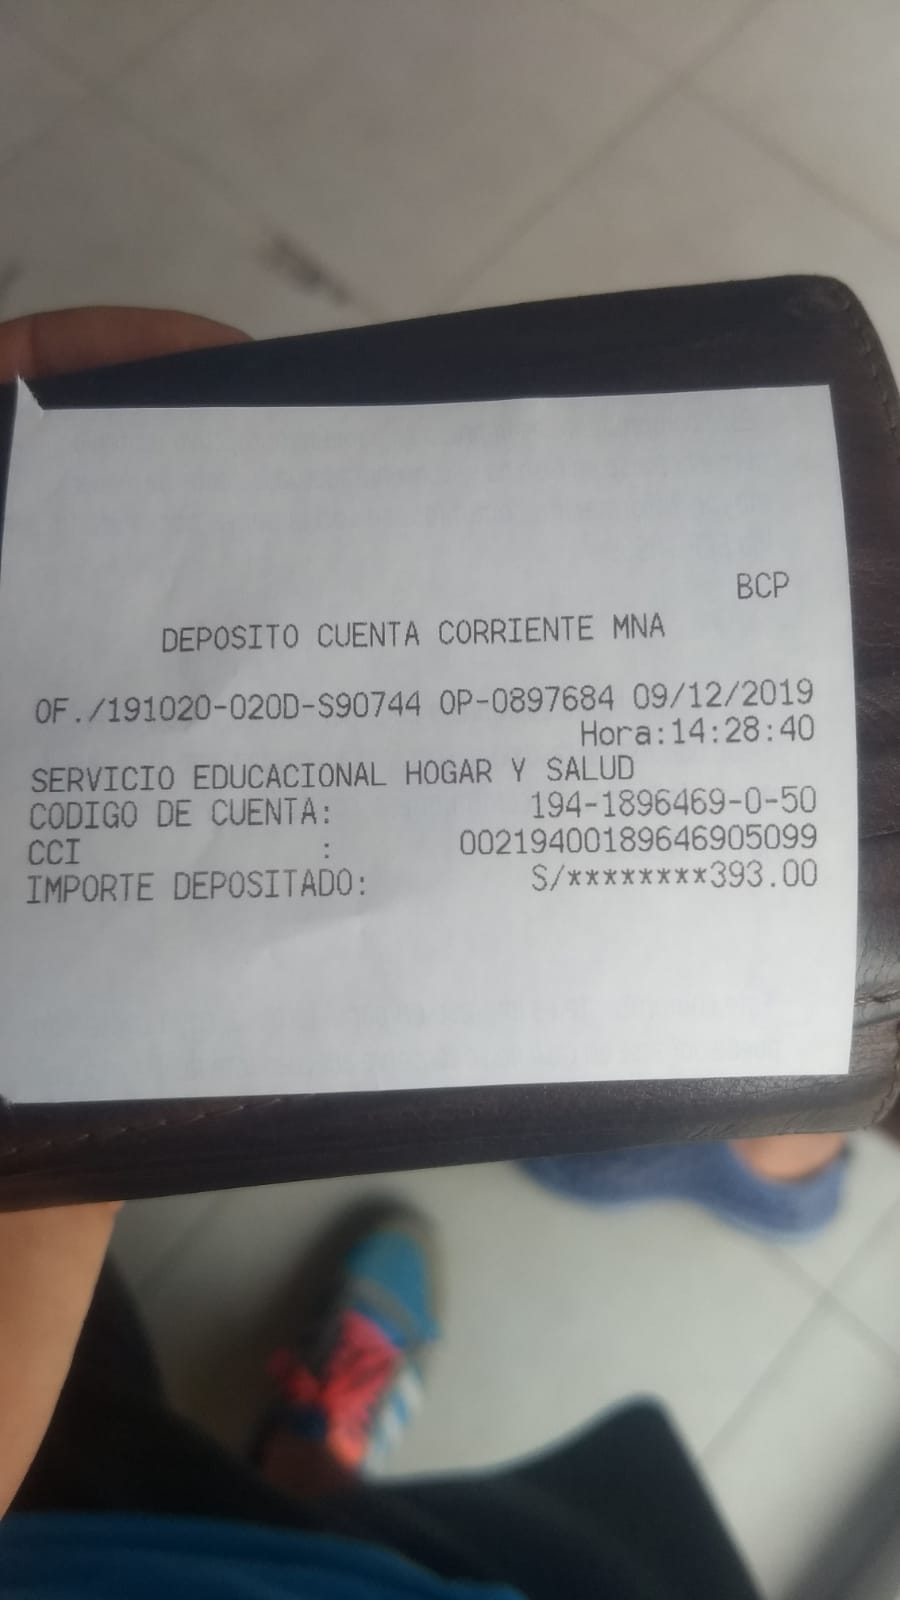 BCP
DEPOSITO CUENTA CORRIENTE MNA
OF./191020-020D-S90744 OP-0897684 09/12/2019
Hora:14:28:40
SERVICIO EDUCACIONAL HOGAR Y SALUD
CODIGO DE CUENTA: 194-1896469-0-50
CCI : 00219400189646905099
IMPORTE DEPOSITADO: S/********393.00